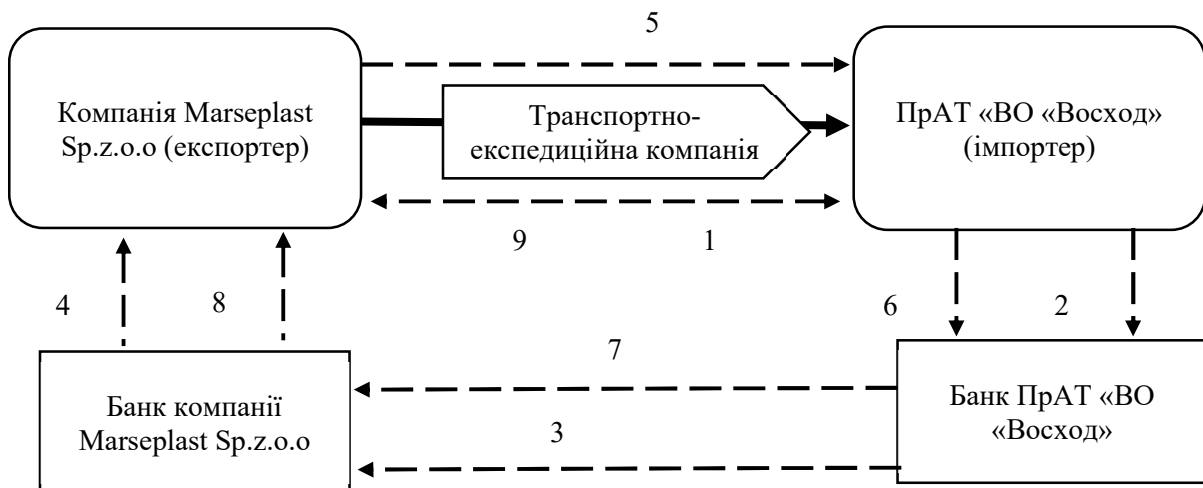 5
Компанія Marseplast
Sp.z.o.o (експортер)
Транспортно-
експедиційна компанія
ПрАТ «ВО «Восход»
(імпортер)
9
1
4
8
6
2
7
Банк компанії
Marseplast Sp.z.o.o
3
Банк ПрАТ «ВО
«Восход»